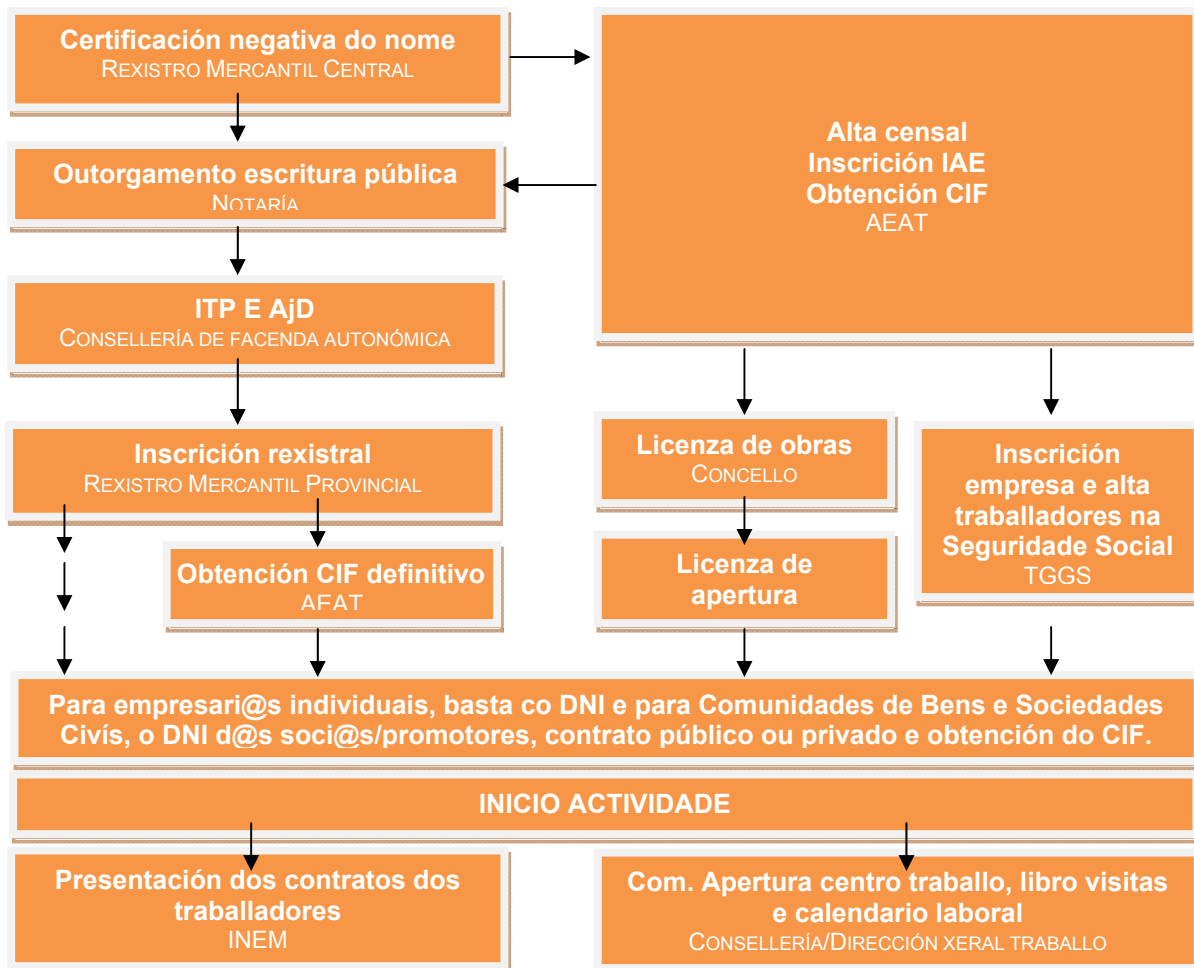 Certificación negativa do nome
REXISTRO MERCANTIL CENTRAL
Alta censal
Inscrición IAE
Obtención CIF
AEAT
Outorgamento escritura pública
NOTARÍA
ITP E AjD
CONSELLERÍA DE FACENDA AUTONÓMICA
Inscrición rexistral
REXISTRO MERCANTIL PROVINCIAL
Licenza de obras
CONCELLO
Inscrición
empresa e alta
traballadores na
Seguridade Social
TGGS
Obtención CIF definitivo
AEAT
Licenza de
apertura
Para empresari@s individuais, basta co DNI e para Comunidades de Bens e Sociedades
Civís, o DNI d@s soci@s/promotores, contrato público ou privado e obtención do CIF.
INICIO ACTIVIDADE
Presentación dos contratos dos
traballadores
INEM
Com. Apertura centro traballo, libro visitas
e calendario laboral
CONSELLERÍA/DIRECCIÓN XERAL TRABALLO